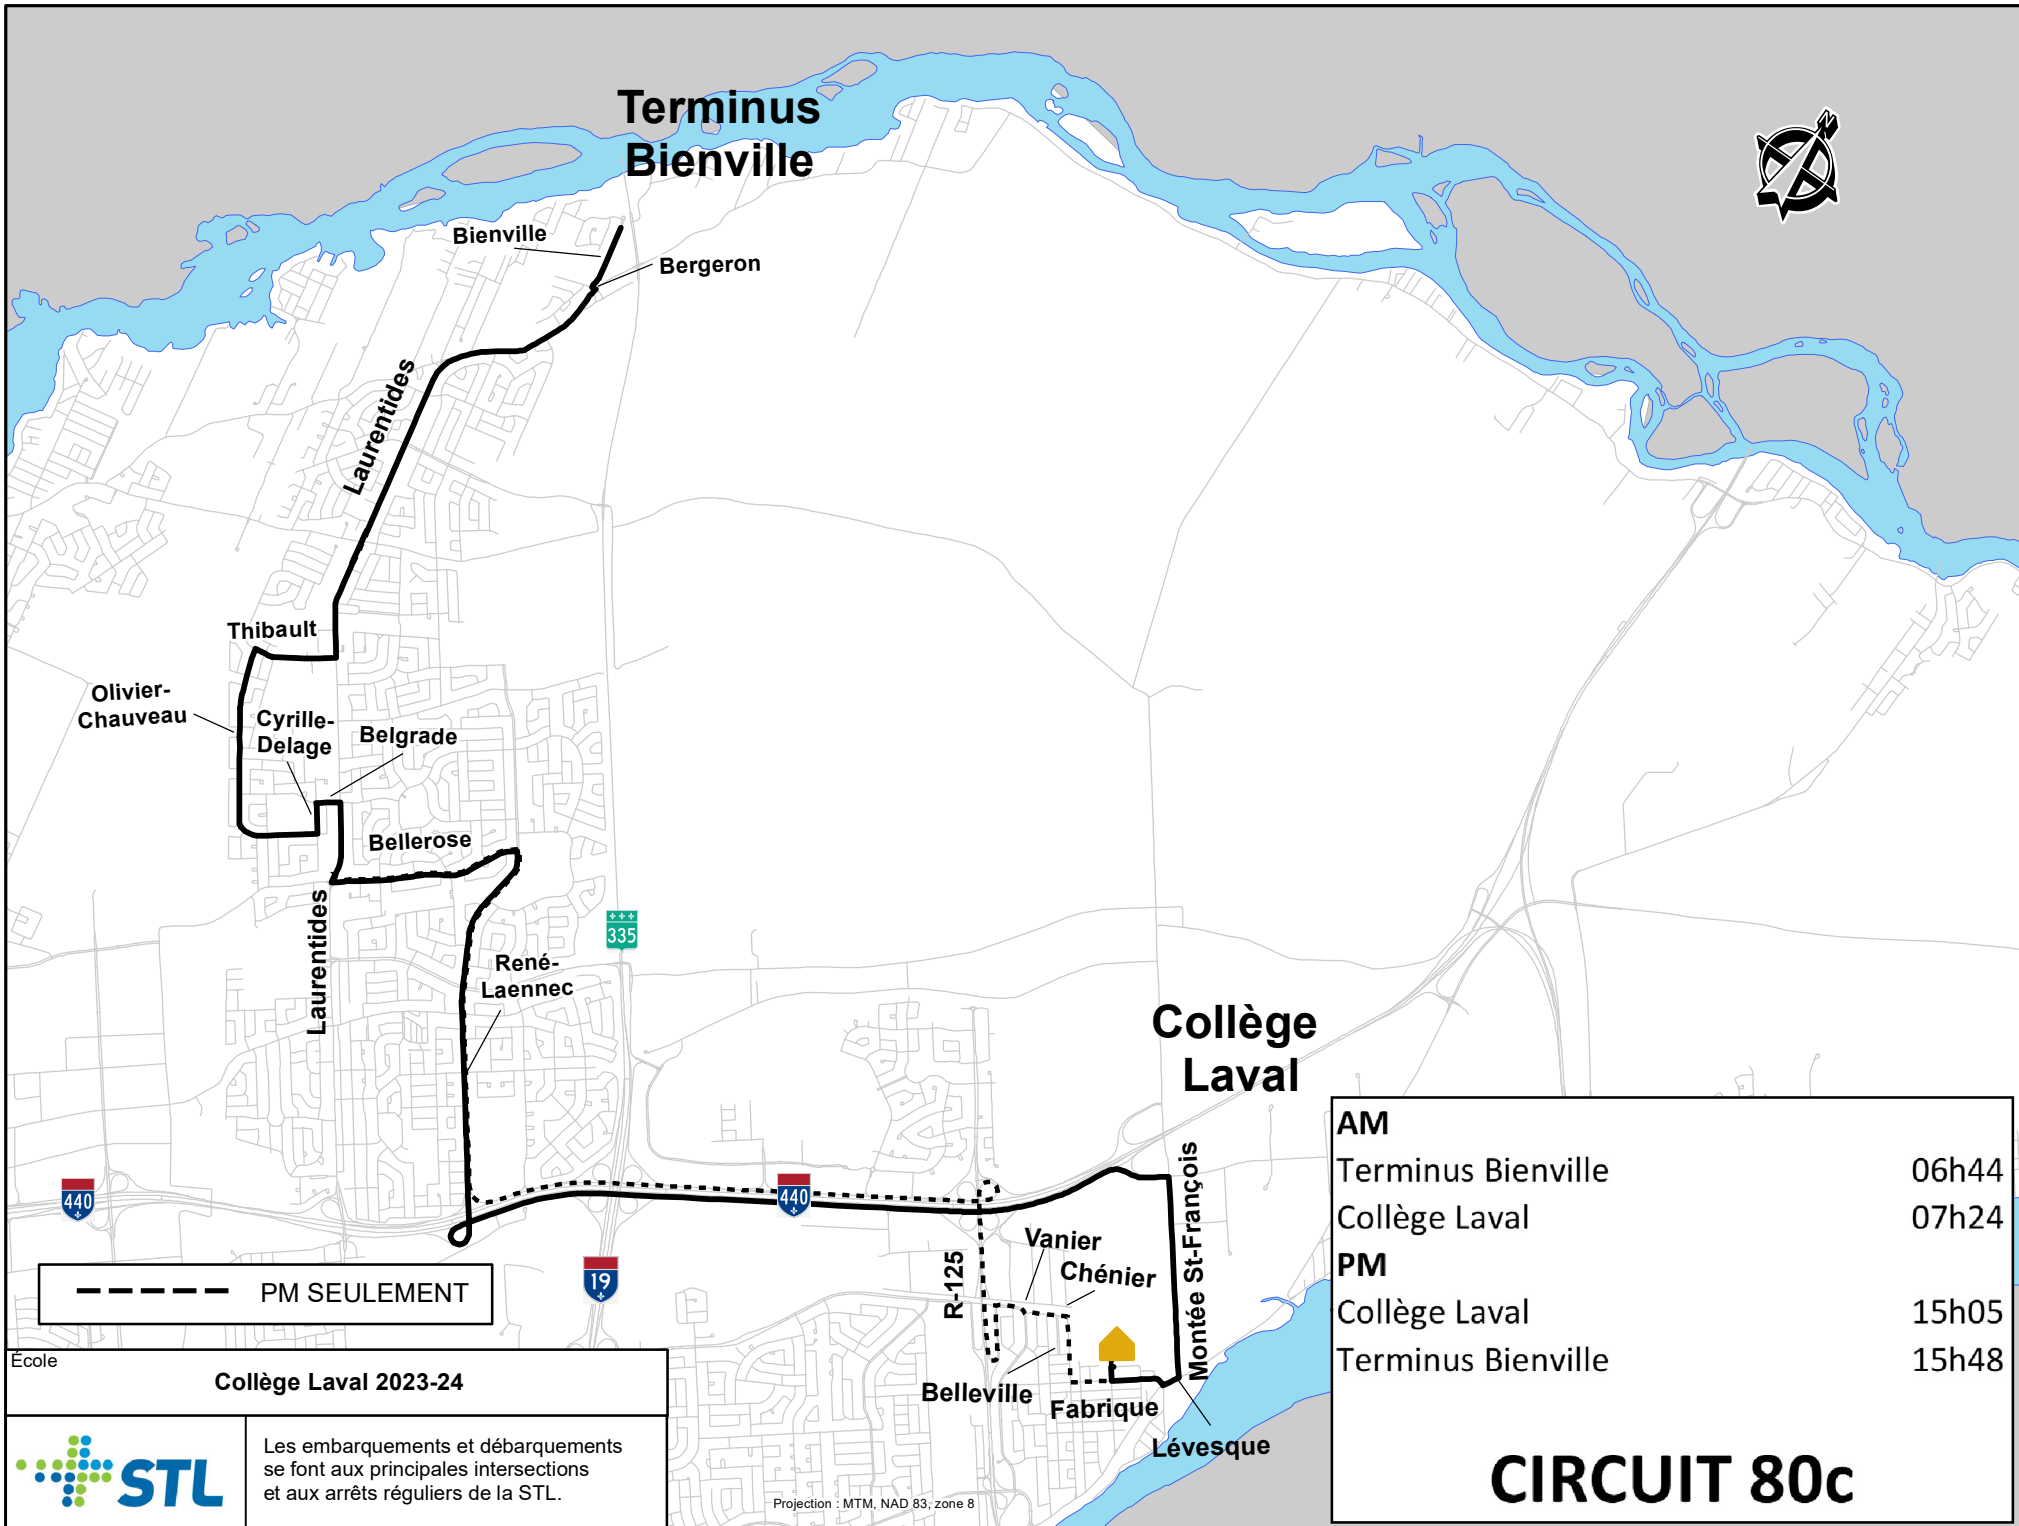 Terminus
Bienville
N
Bienville
Bergeron
Laurentides
Thibault
Olivier-
Chauveau
Cyrille-
Delage
Belgrade
Bellerose
Laurentides
335
René-
Laennec
Collège
Laval
440
440
19
R-125
Vanier
Chénier
Montée St-François
Belleville
Fabrique
Lévesque
PM SEULEMENT
AM
Terminus Bienville 06h44
Collège Laval 07h24
PM
Collège Laval 15h05
Terminus Bienville 15h48
CIRCUIT 80c
École
Collège Laval 2023-24
STL
Les embarquements et débarquements
se font aux principales intersections
et aux arrêts réguliers de la STL.
Projection : MTM, NAD 83, zone 8